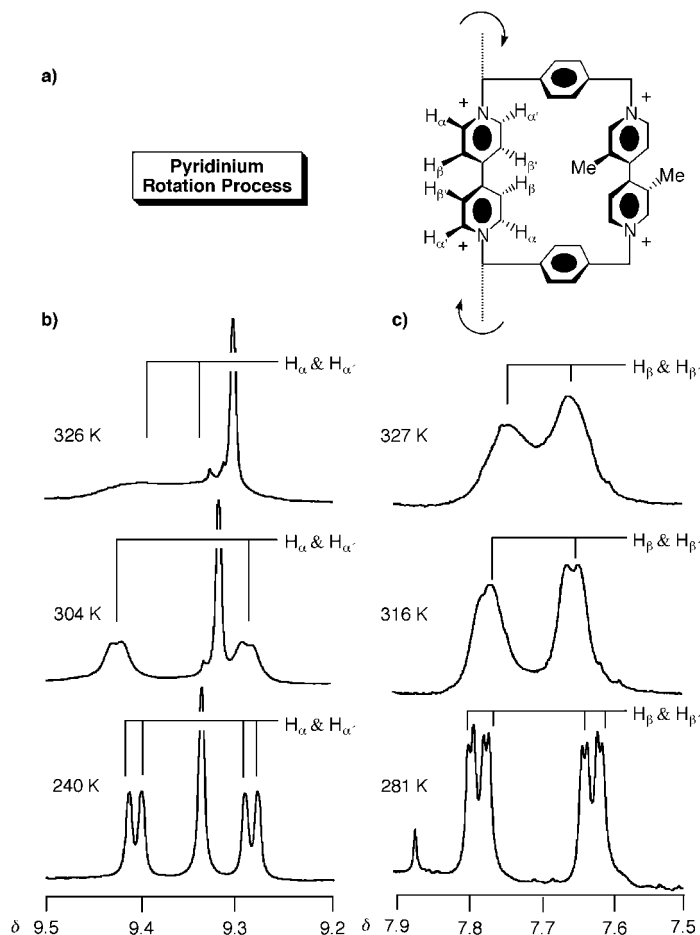 a)
Pyridinium
Rotation Process
+
N
+
N
Hα
Hα'
Hβ
Hβ'
Me
Me
Hβ'
Hβ
Hα'
Hα
+
N
N
+
b)
Hα & Hα´
326 K
Hα & Hα´
304 K
Hα & Hα´
240 K
δ 9.5 9.4 9.3 9.2
c)
Hβ & Hβ´
327 K
Hβ & Hβ´
316 K
Hβ & Hβ´
281 K
δ 7.9 7.8 7.7 7.6 7.5